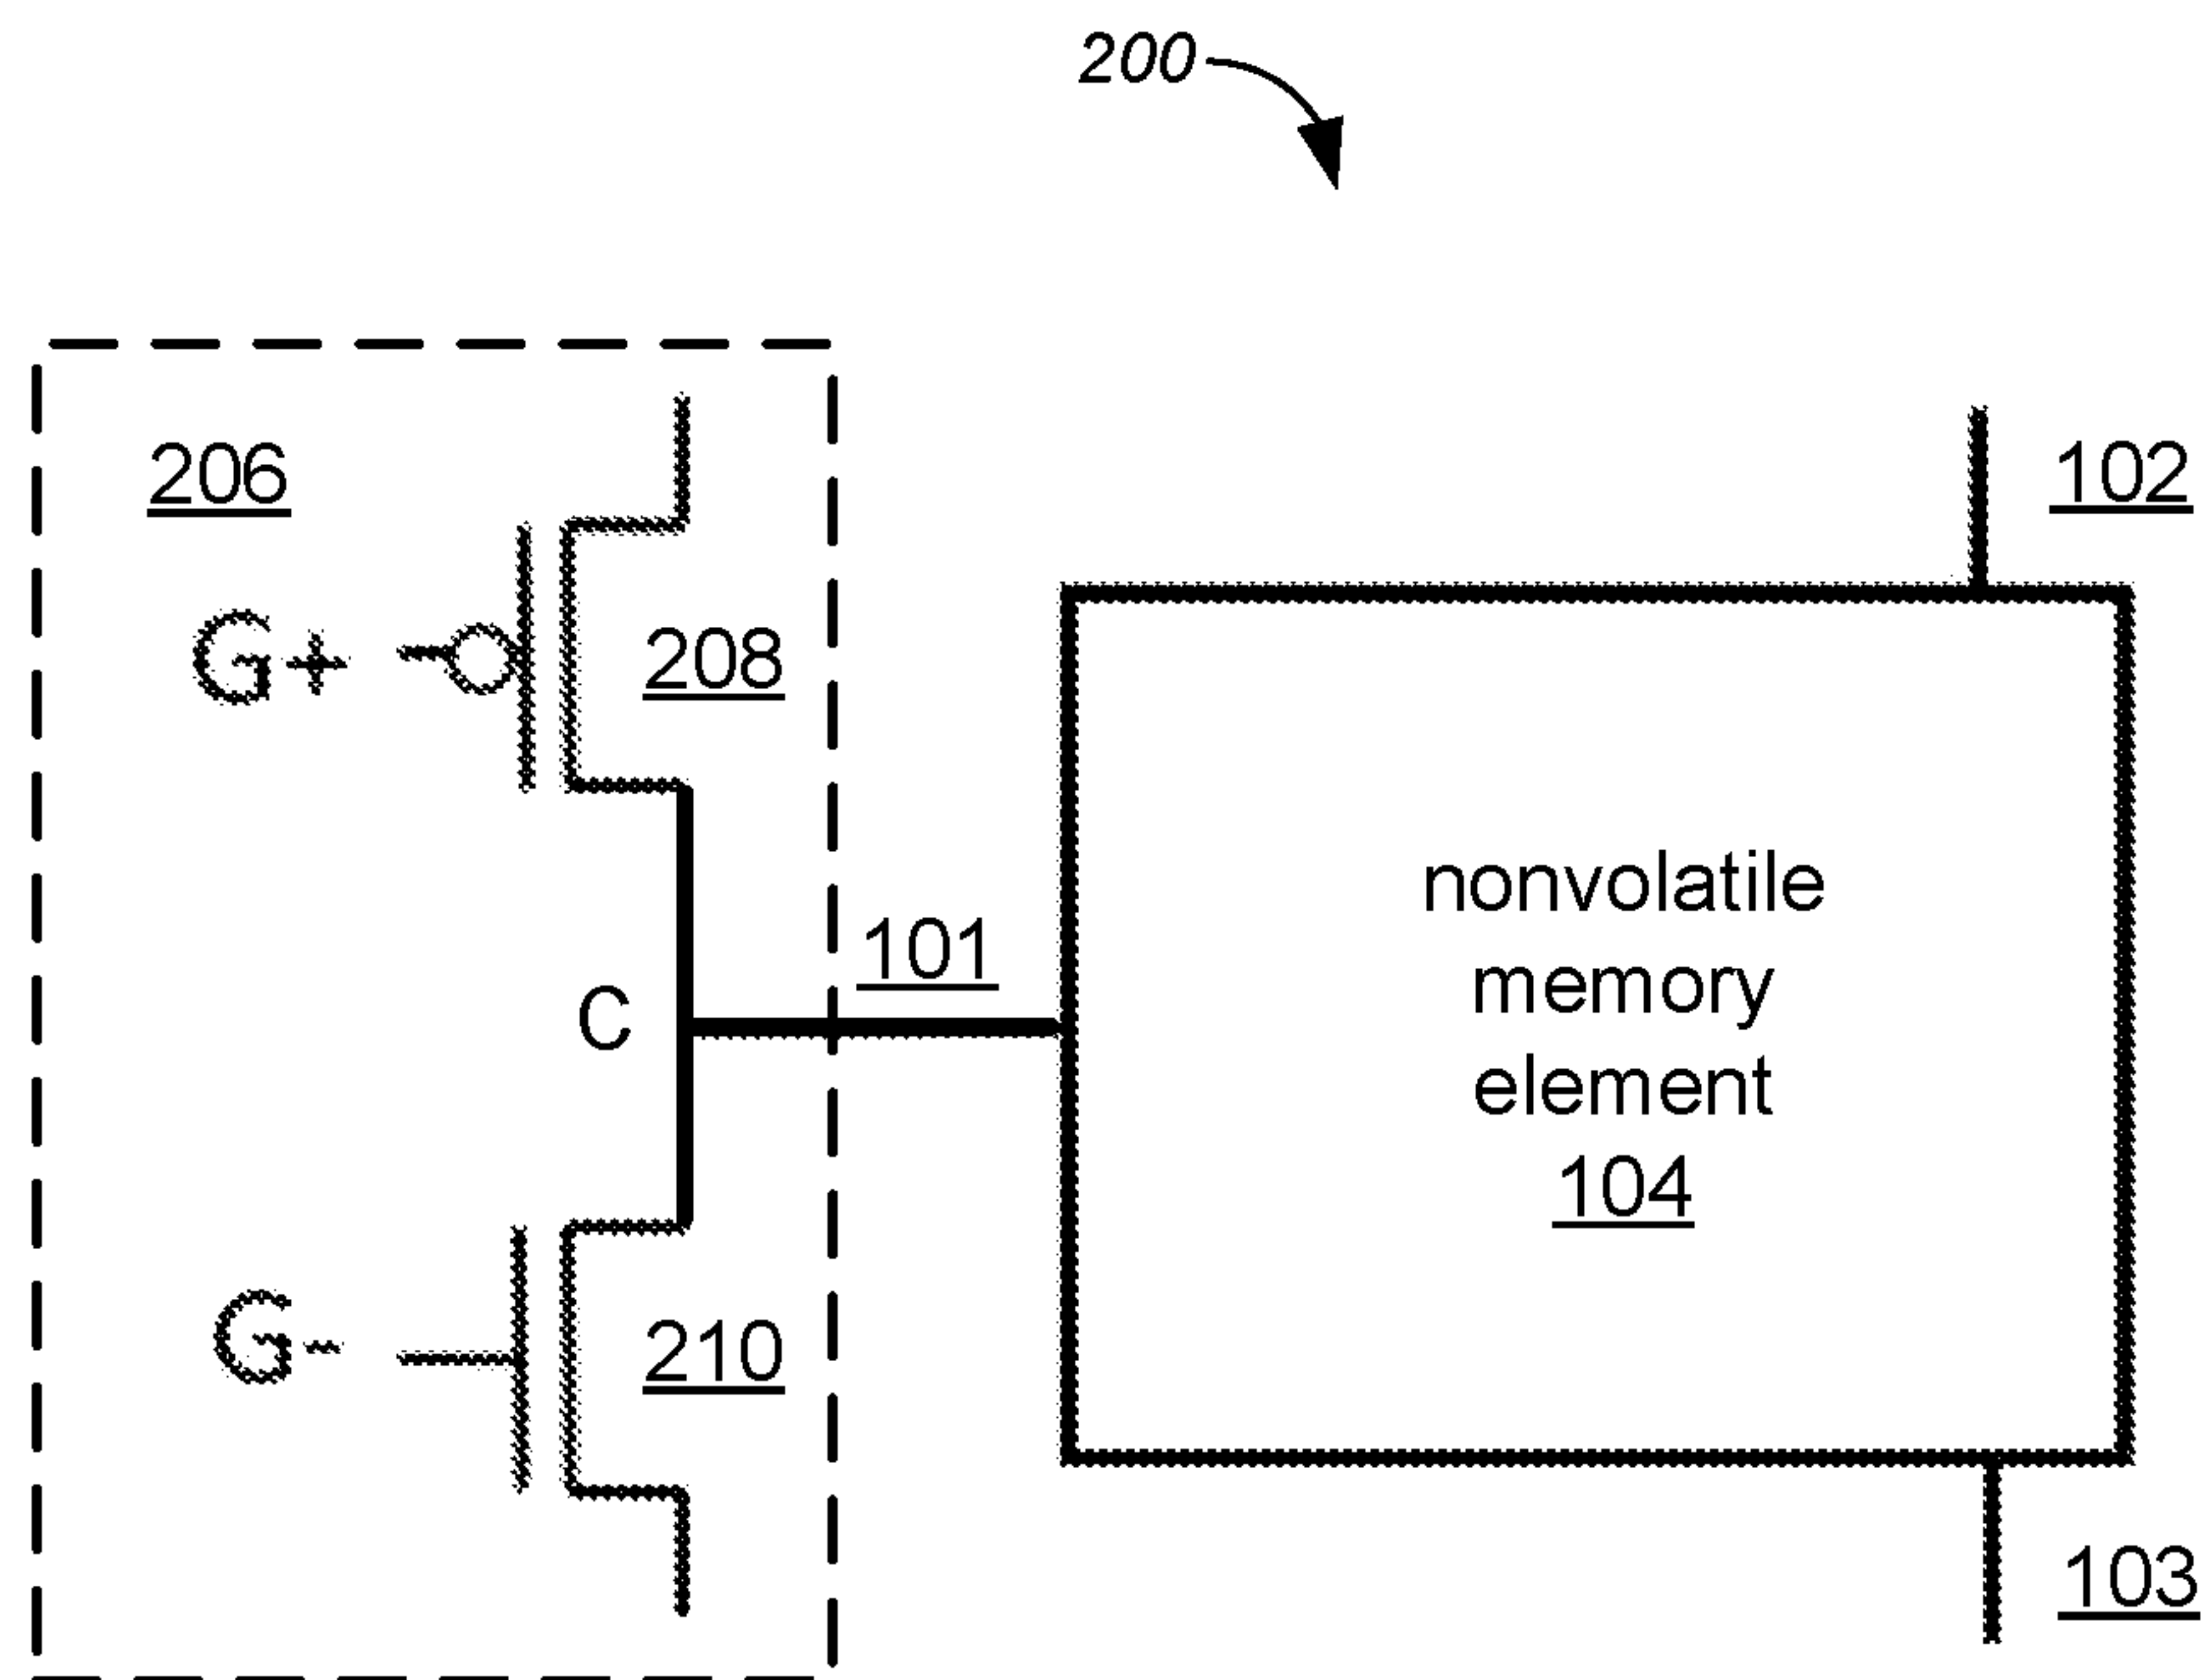 200
206
102
G+
208
nonvolatile
memory
element
104
101
C
G-
210
103